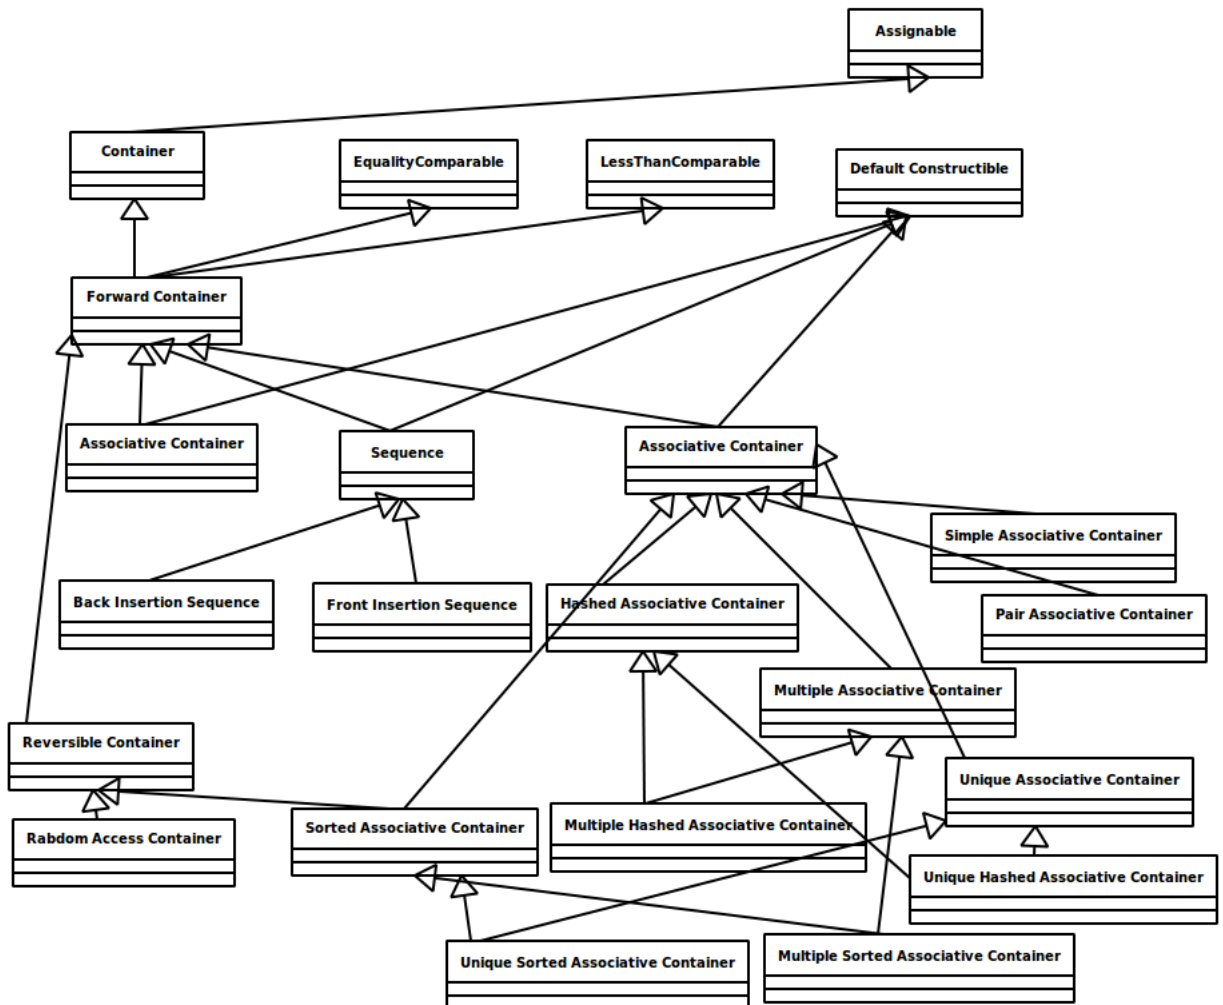 Assignable
Container
EqualityComparable
LessThanComparable
Default Constructible
Forward Container
Associative Container
Sequence
Associative Container
Simple Associative Container
Back Insertion Sequence
Front Insertion Sequence
Hashed Associative Container
Pair Associative Container
Multiple Associative Container
Reversible Container
Unique Associative Container
Rabdom Access Container
Sorted Associative Container
Multiple Hashed Associative Container
Unique Hashed Associative Container
Unique Sorted Associative Container
Multiple Sorted Associative Container